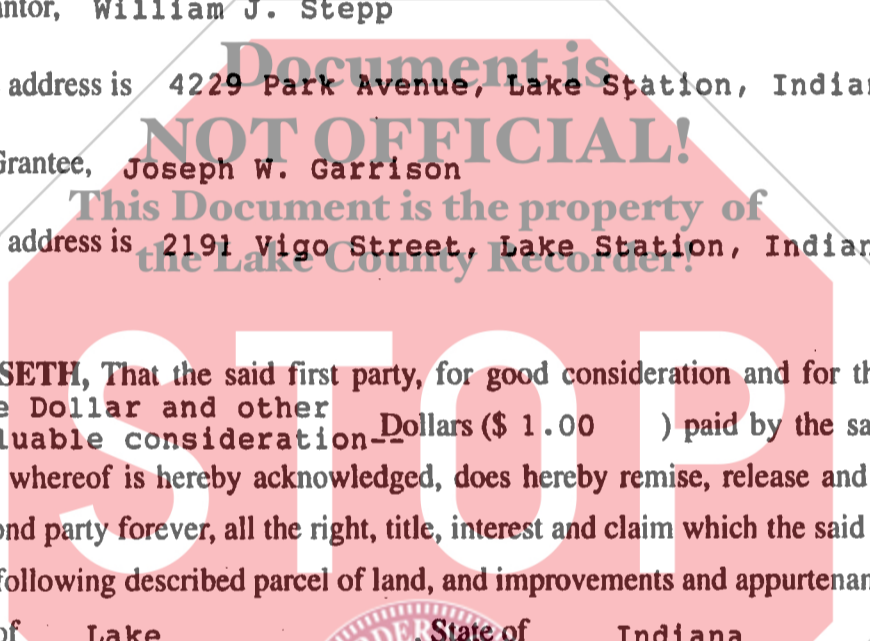 antor, William J. Stepp
Document is
address is 4229 Park Avenue, Lake Station, Indiar
NOT OFFICIAL!
Grantee, Joseph W. Garrison
This Document is the property of
address is 2191 Vigo Street, Lake Station, Indian
the Lake County Recorder!
STOP
SETH, That the said first party, for good consideration and for th
e Dollar and other
luable consideration--Dollars ($ 1.00 ) paid by the sa
whereof is hereby acknowledged, does hereby remise, release and
ond party forever, all the right, title, interest and claim which the said
following described parcel of land, and improvements and appurtenan
of Lake , State of Indiana